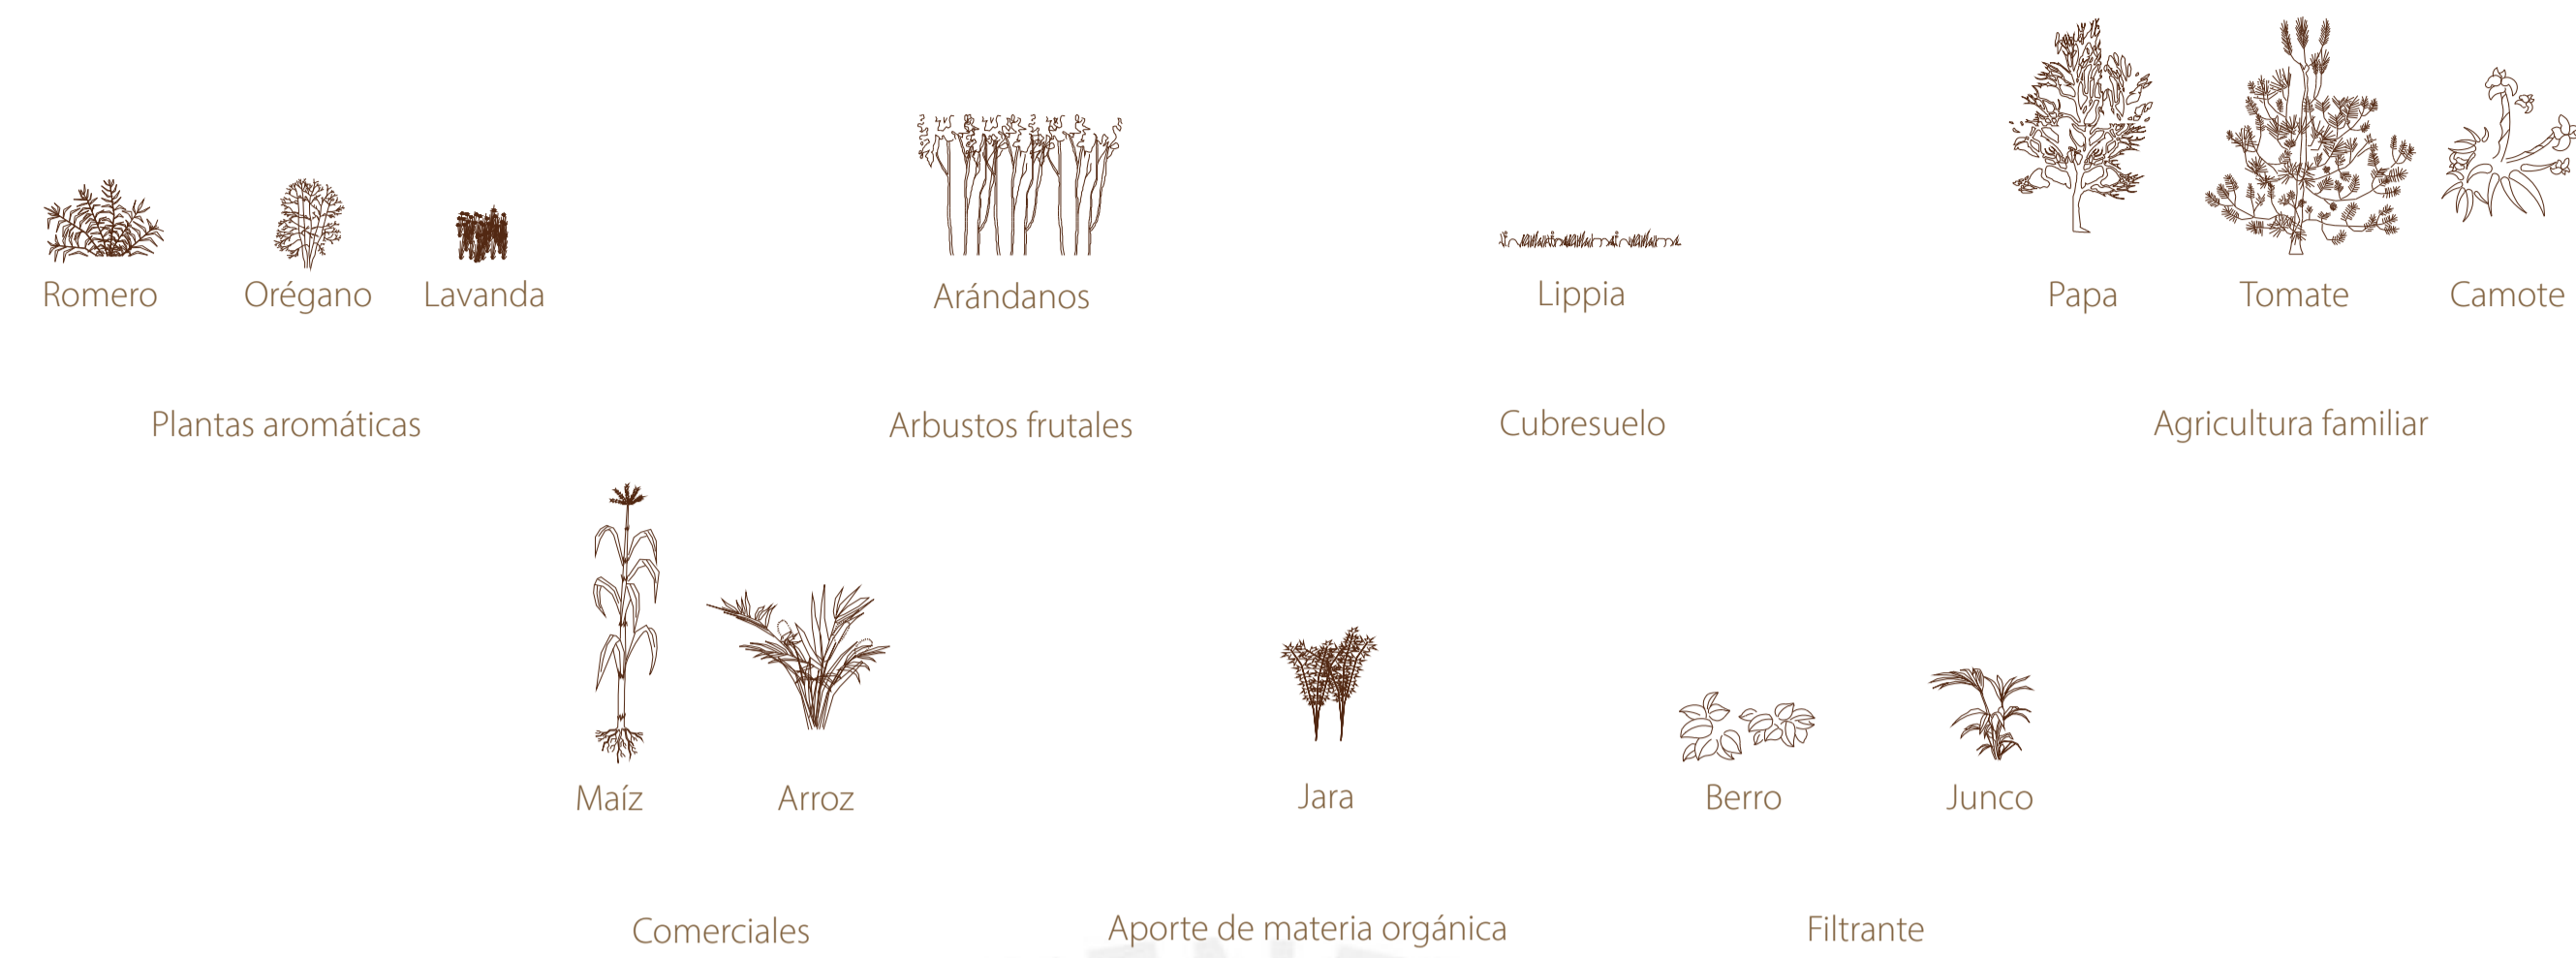 Romero Orégano Lavanda Arándanos Lippia Papa Tomate Camote
Plantas aromáticas Arbustos frutales Cubresuelo Agricultura familiar
Maíz Arroz Jara Berro Junco
Comerciales Aporte de materia orgánica Filtrante